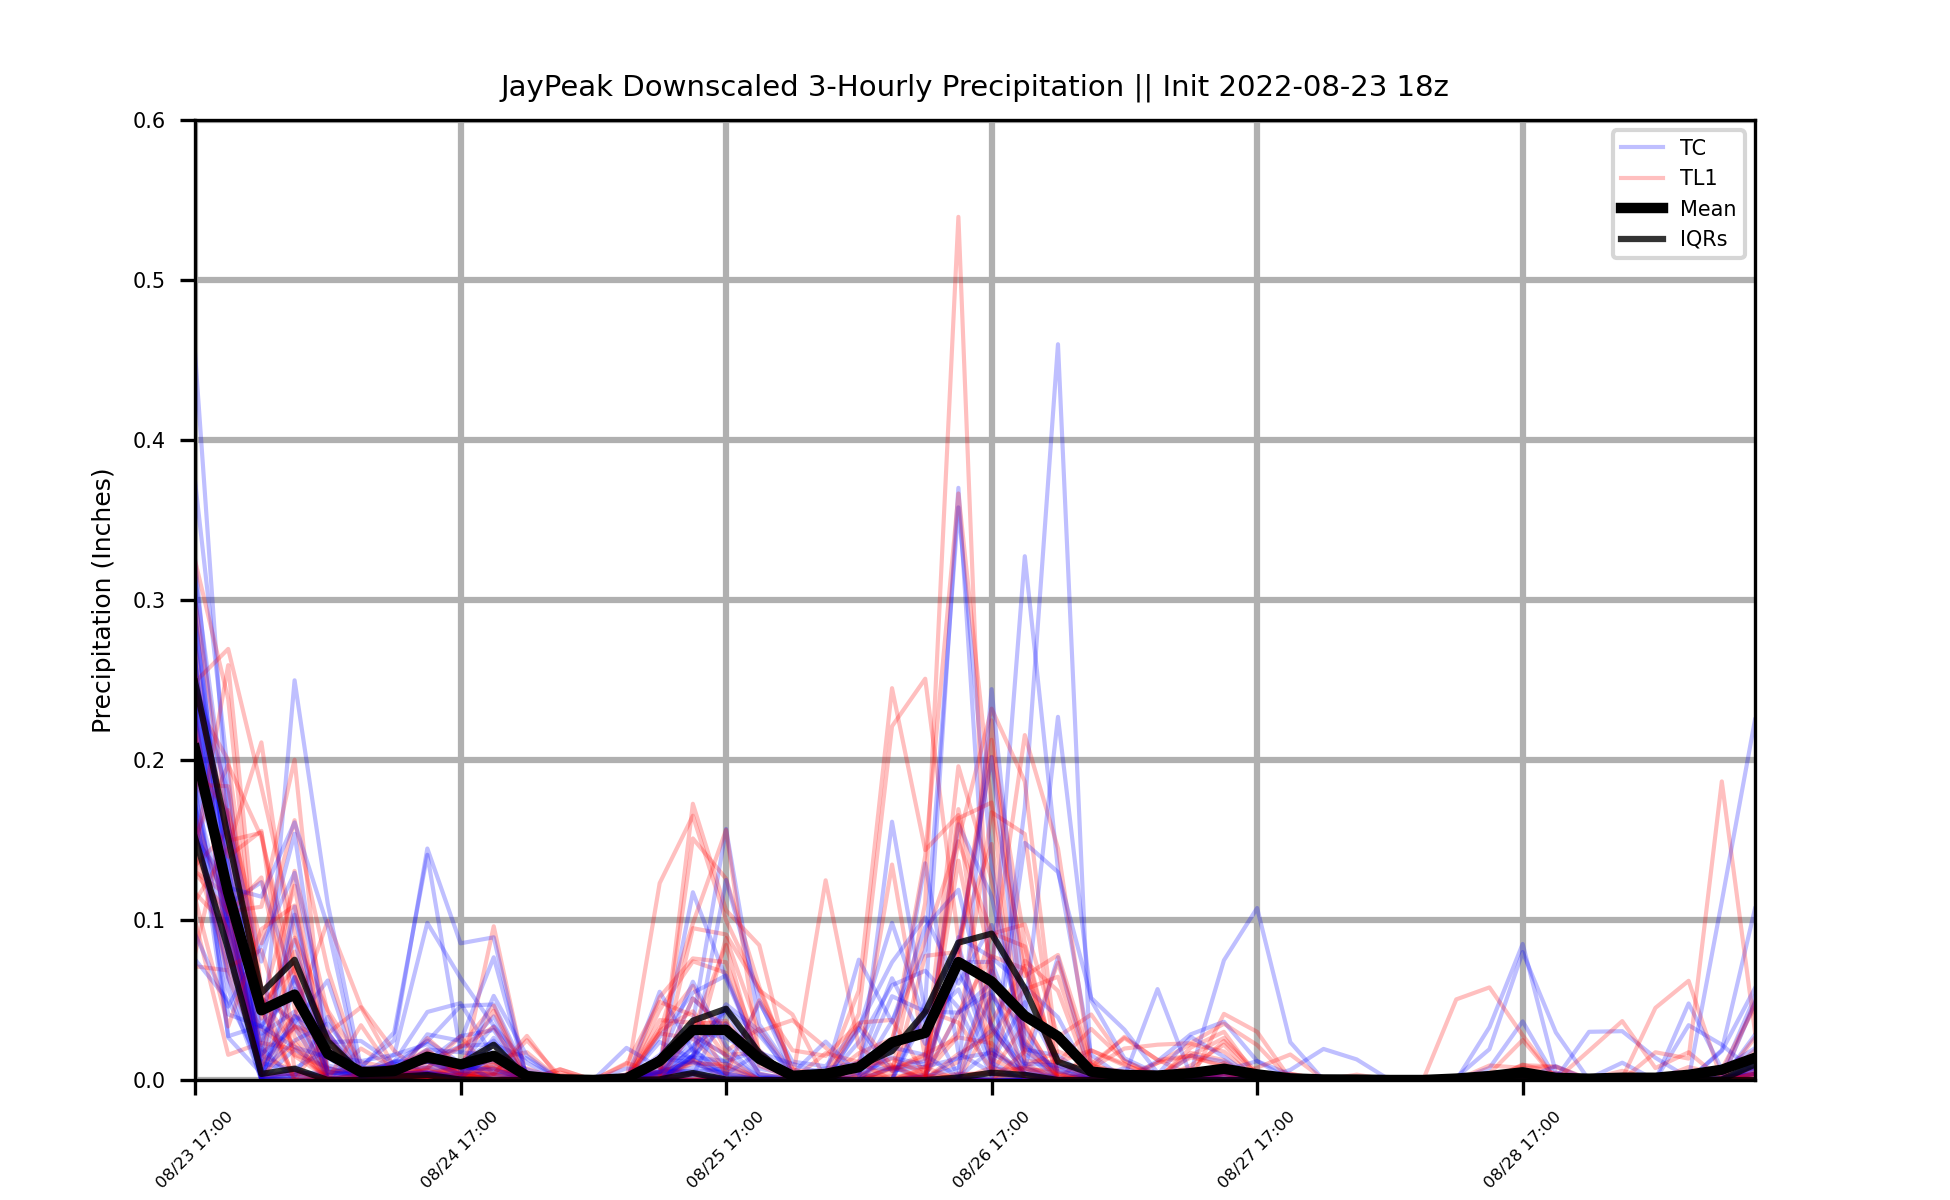 JayPeak Downscaled 3-Hourly Precipitation || Init 2022-08-23 18z
Precipitation (Inches)
0.6
0.5
0.4
0.3
0.2
0.1
0.0
TC
TL1
Mean
IQRs
08/23 17:00
08/24 17:00
08/25 17:00
08/26 17:00
08/27 17:00
08/28 17:00